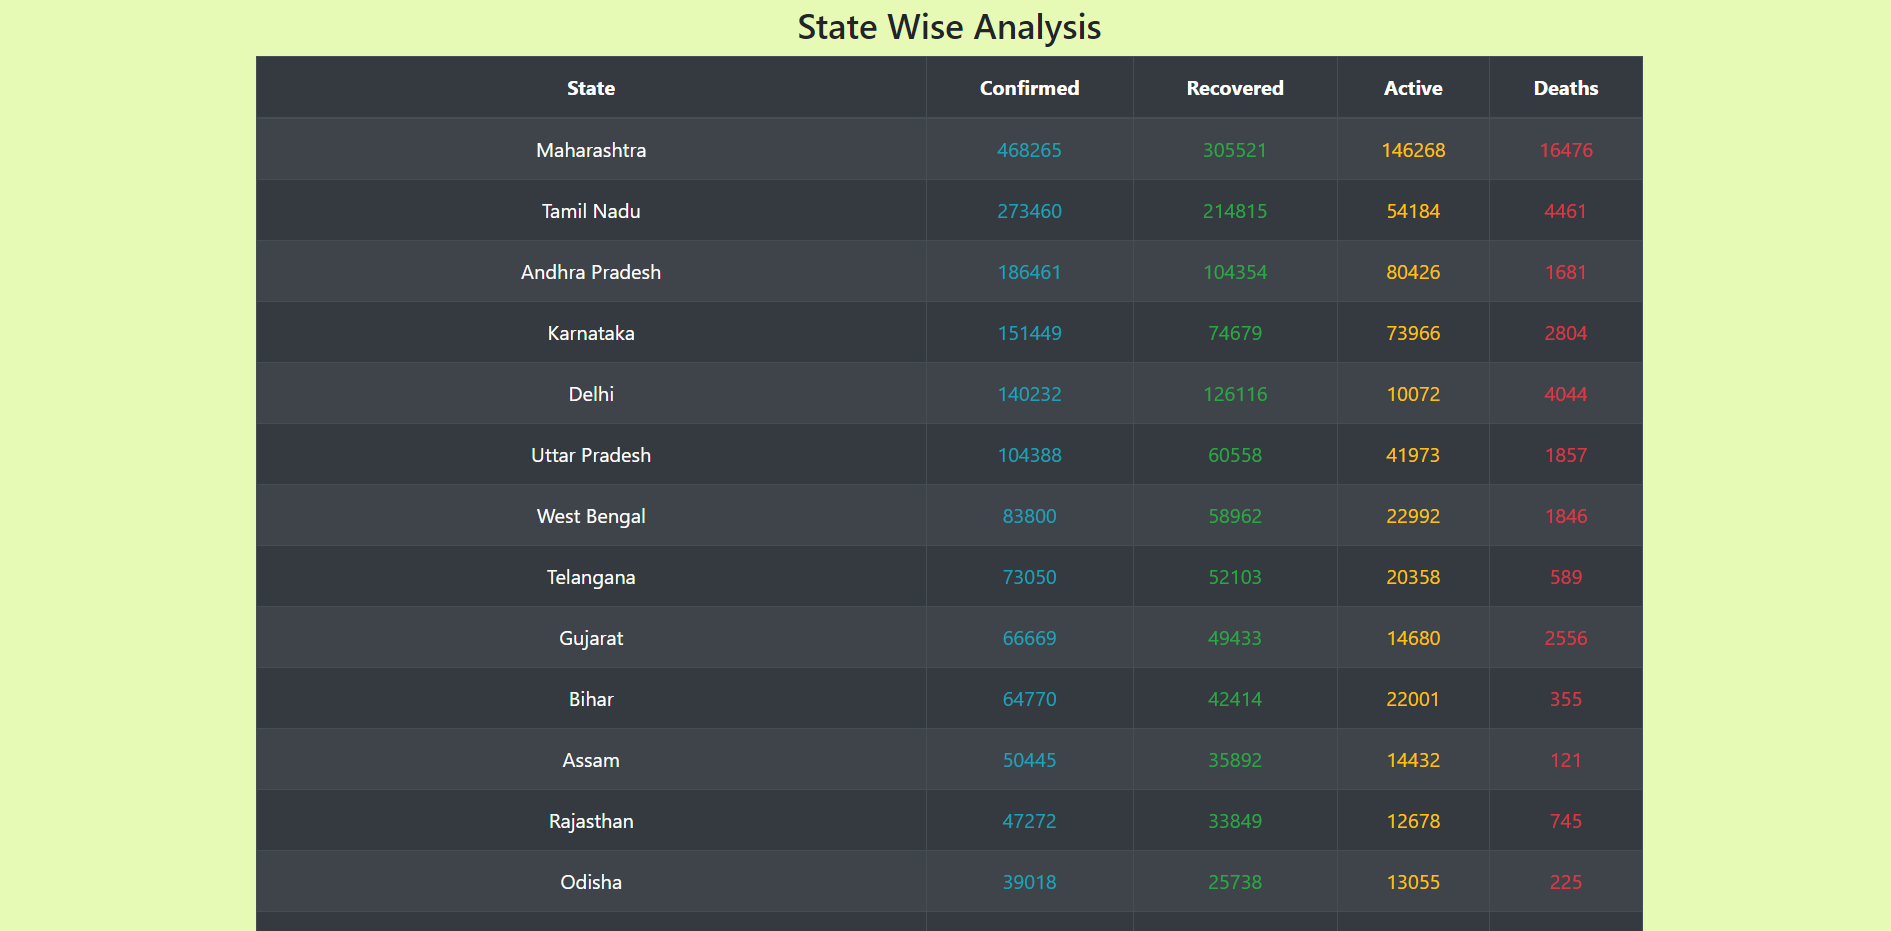 State Wise Analysis
State Confirmed Recovered Active Deaths
Maharashtra 468265 305521 146268 16476
Tamil Nadu 273460 214815 54184 4461
Andhra Pradesh 186461 104354 80426 1681
Karnataka 151449 74679 73966 2804
Delhi 140232 126116 10072 4044
Uttar Pradesh 104388 60558 41973 1857
West Bengal 83800 58962 22992 1846
Telangana 73050 52103 20358 589
Gujarat 66669 49433 14680 2556
Bihar 64770 42414 22001 355
Assam 50445 35892 14432 121
Rajasthan 47272 33849 12678 745
Odisha 39018 25738 13055 225